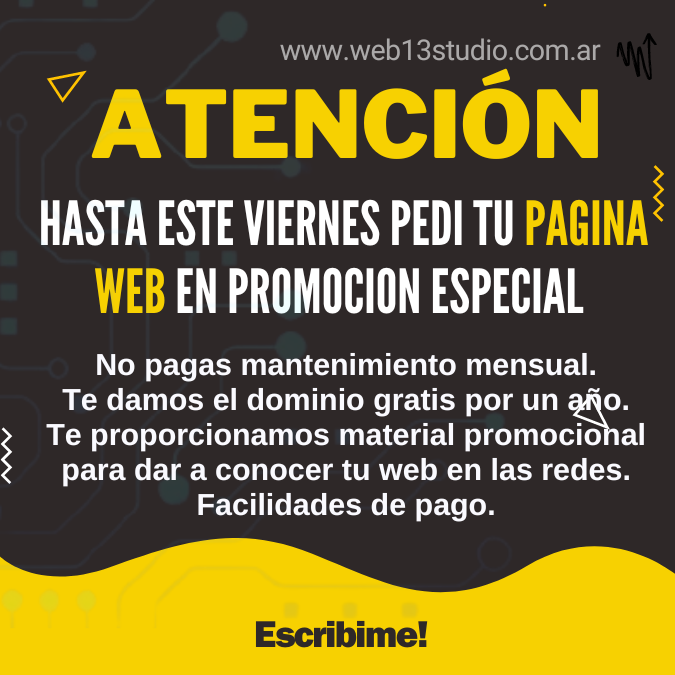 www.web13studio.com.ar
ATENCIÓN
HASTA ESTE VIERNES PEDI TU PAGINA
WEB EN PROMOCION ESPECIAL
No pagas mantenimiento mensual.
Te damos el dominio gratis por un año.
Te proporcionamos material promocional
para dar a conocer tu web en las redes.
Facilidades de pago.
Escribime!